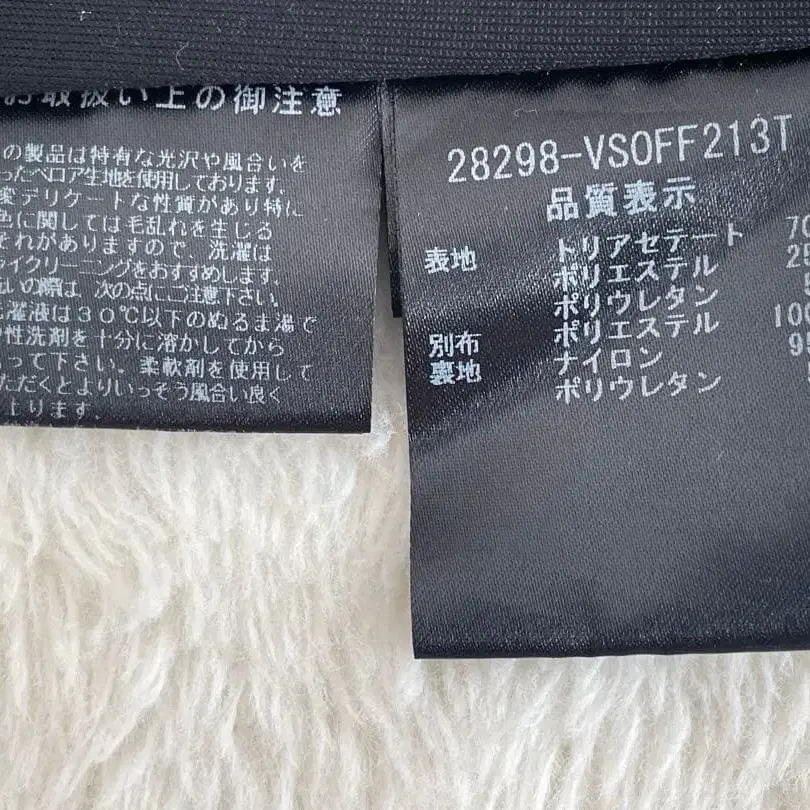 お取扱い上の御注意
の製品は特有な光沢や風合いを
ったベロア生地を使用しております。
変デリケートな性質があり特に
色に関しては毛乱れを生じる
それがありますので、洗濯は
ライクリーニングをおすすめします。
いの際は、次の点にご注意下さい。
洗濯液は30℃以下のぬるま湯で
性洗剤を十分に溶かしてから
って下さい。柔軟剤を使用して
ただくとよりいっそう風合い良く
上ります。
28298-VSOFF213T
品質表示
表地 トリアセテート 70
ポリエステル 25
ポリウレタン
別布 ポリエステル 100
裏地 ナイロン 95
ポリウレタン